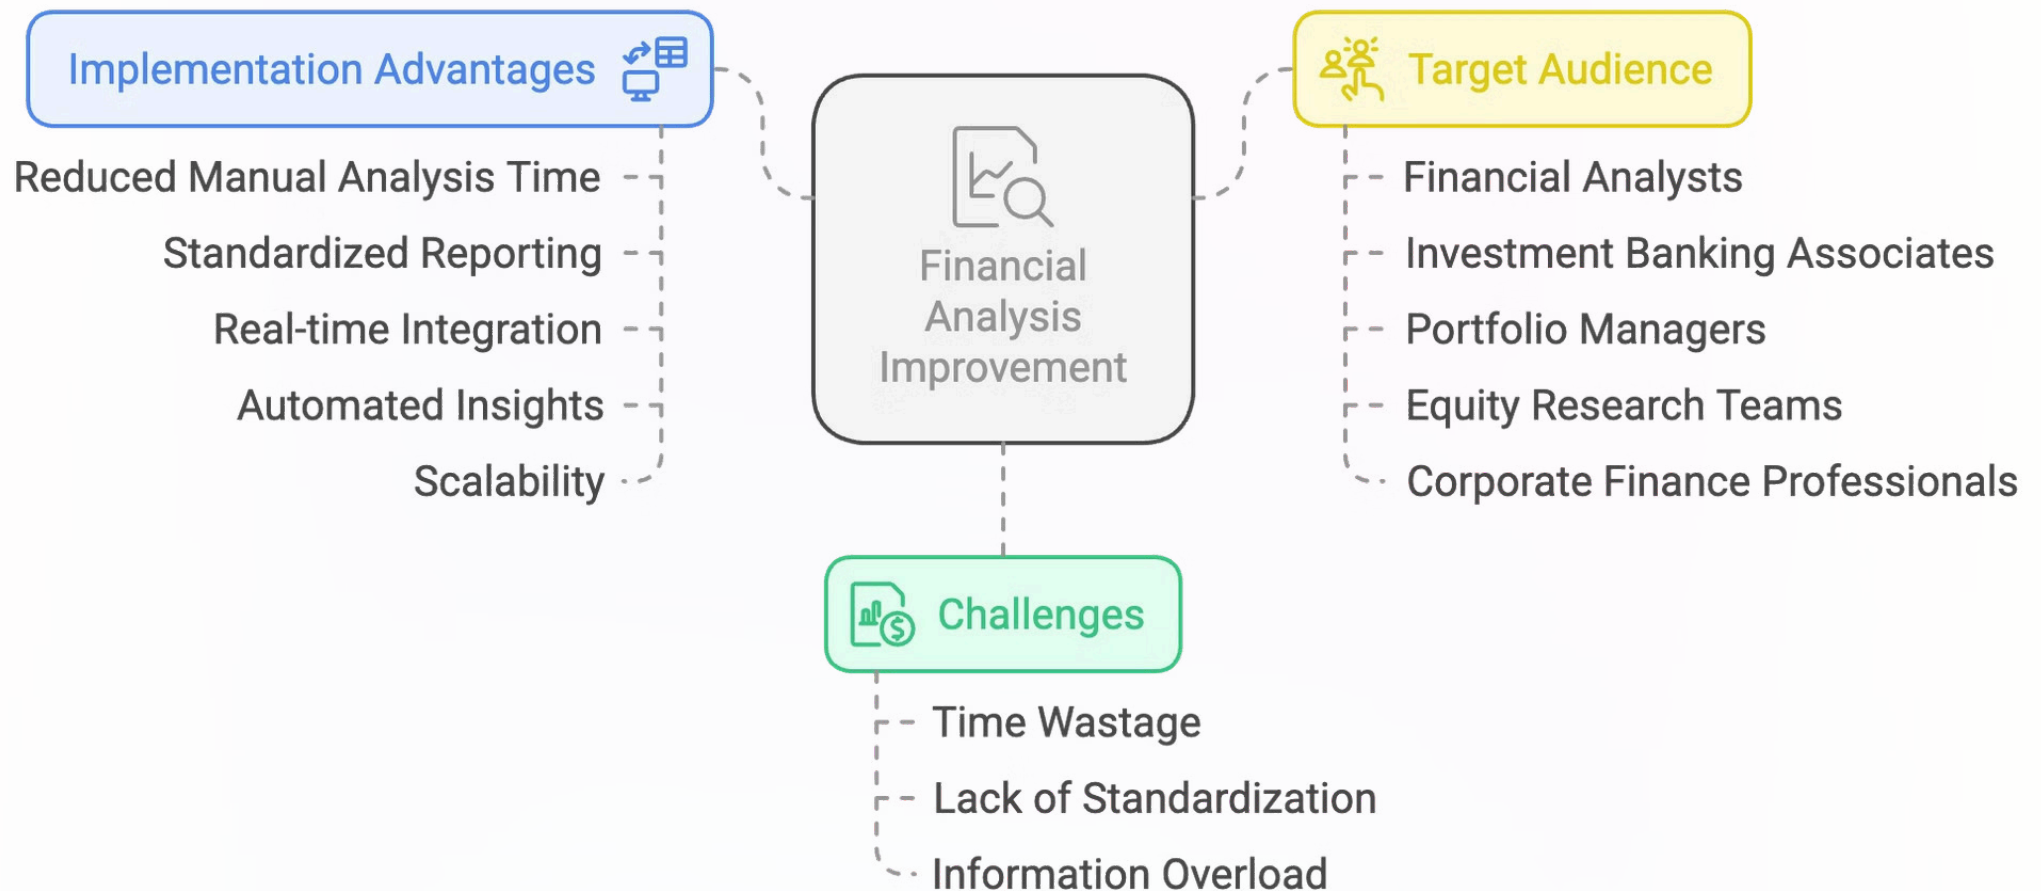 Implementation Advantages
Reduced Manual Analysis Time
Standardized Reporting
Real-time Integration
Automated Insights
Scalability
Financial
Analysis
Improvement
Target Audience
Financial Analysts
Investment Banking Associates
Portfolio Managers
Equity Research Teams
Corporate Finance Professionals
$ Challenges
Time Wastage
Lack of Standardization
Information Overload